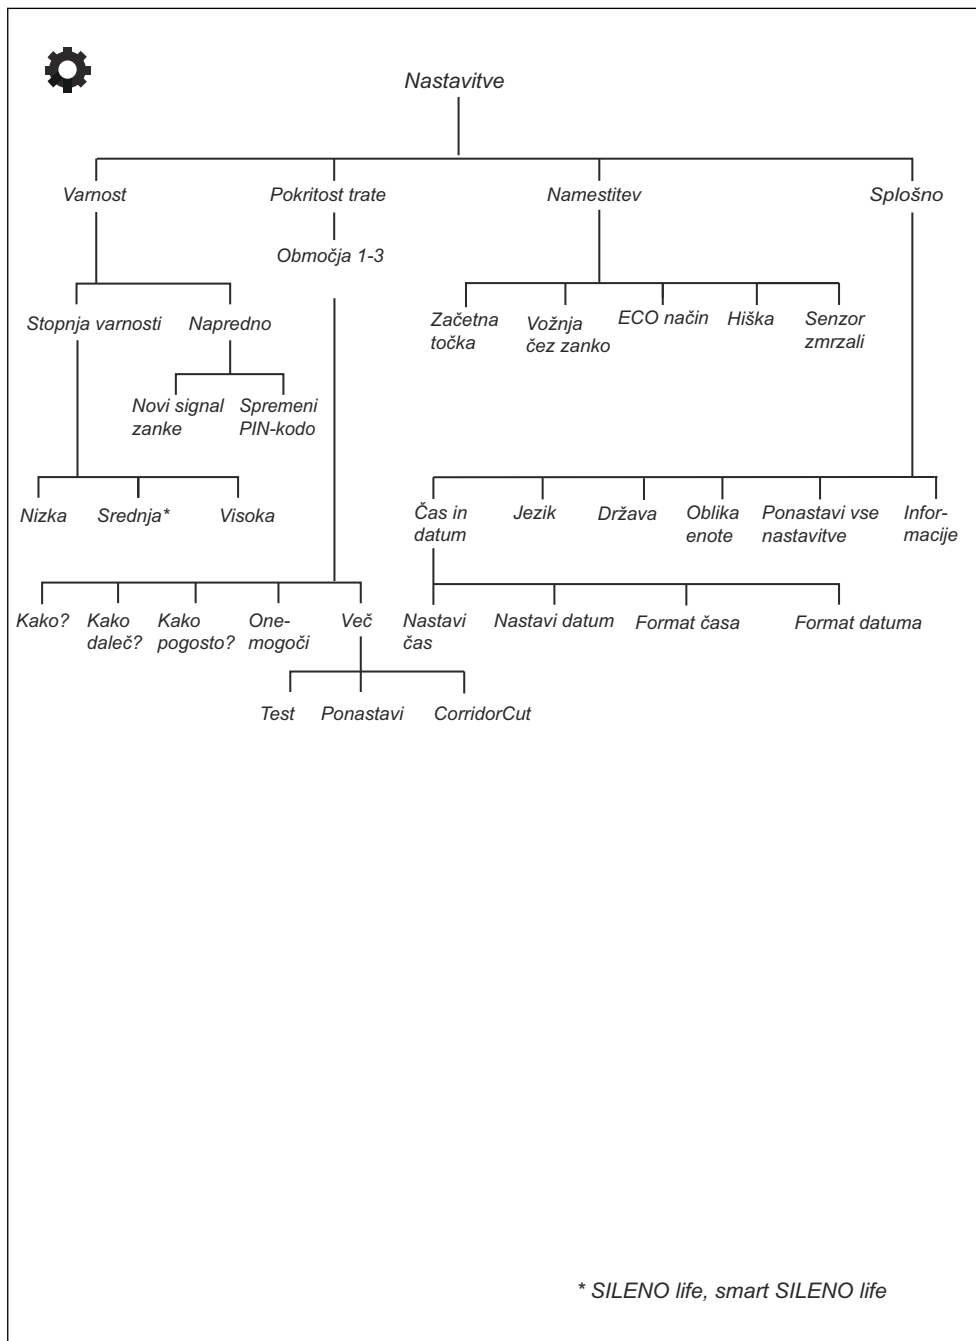 Nastavitve
Varnost
Pokritost trate
Namestitev
Splošno
Območja 1-3
Stopnja varnosti
Napredno
Začetna
točka
Vožnja
čez zanko
ECO način
Hiška
Senzor
zmrzali
Novi signal
zanke
Spremeni
PIN-kodo
Nizka
Srednja*
Visoka
Čas in
datum
Jezik
Država
Oblika
enote
Ponastavi vse
nastavitve
Infor-
macije
Kako?
Kako
daleč?
Kako
pogosto?
One-
mogoči
Več
Nastavi
čas
Nastavi datum
Format časa
Format datuma
Test
Ponastavi
CorridorCut
* SILENO life, smart SILENO life